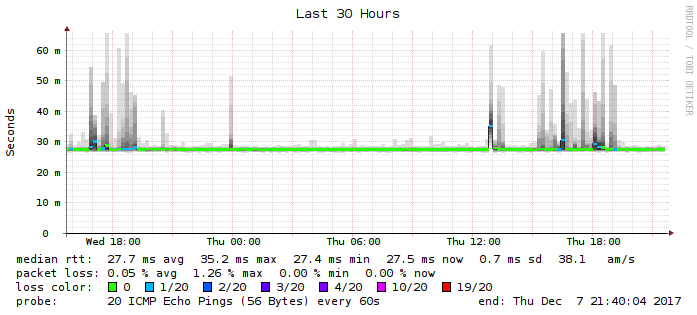 Last 30 Hours
RRDTOOL / TOBI OETIKER
Seconds
60 m
50 m
40 m
30 m
20 m
10 m
0
Wed 18:00 Thu 00:00 Thu 06:00 Thu 12:00 Thu 18:00
median rtt: 27.7 ms avg 35.2 ms max 27.4 ms min 27.5 ms now 0.7 ms sd 38.1 am/s
packet loss: 0.05 % avg 1.26 % max 0.00 % min 0.00 % now
loss color: 0 1/20 2/20 3/20 4/20 10/20 19/20
probe: 20 ICMP Echo Pings (56 Bytes) every 60s end: Thu Dec 7 21:40:04 2017